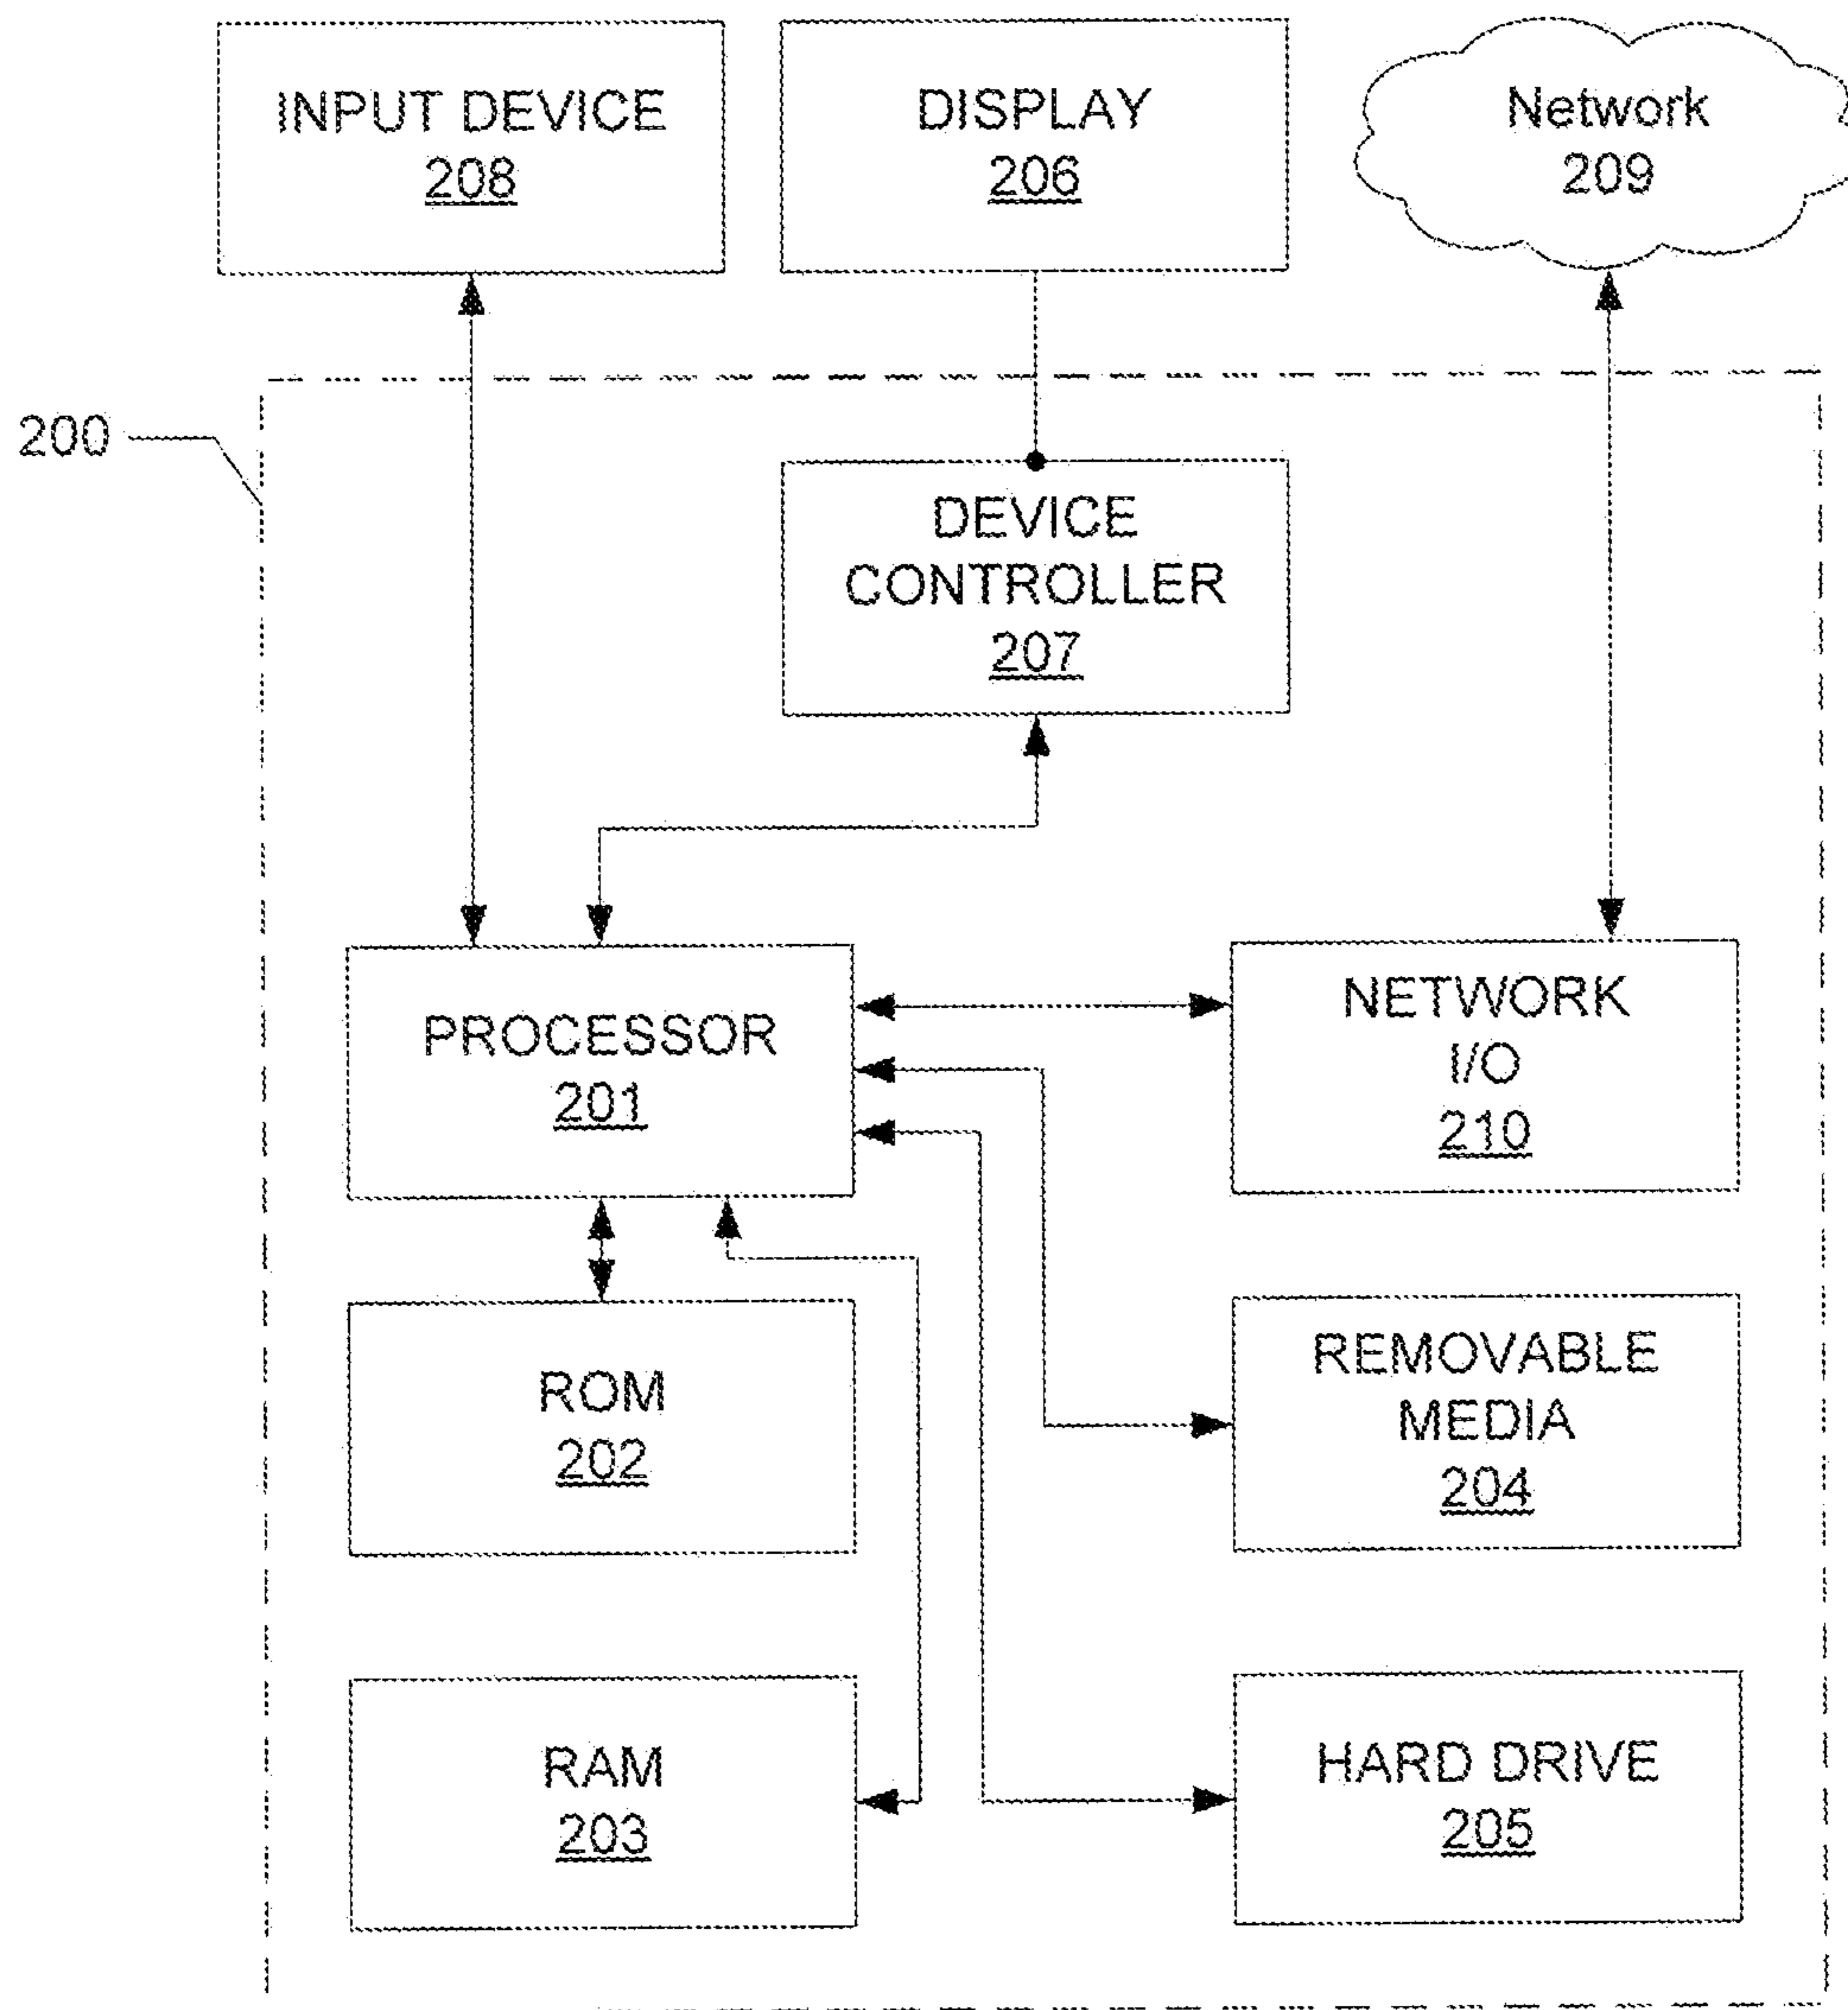 INPUT DEVICE
208
DISPLAY
206
Network
209
200
DEVICE
CONTROLLER
207
PROCESSOR
201
NETWORK
I/O
210
ROM
202
REMOVABLE
MEDIA
204
RAM
203
HARD DRIVE
205